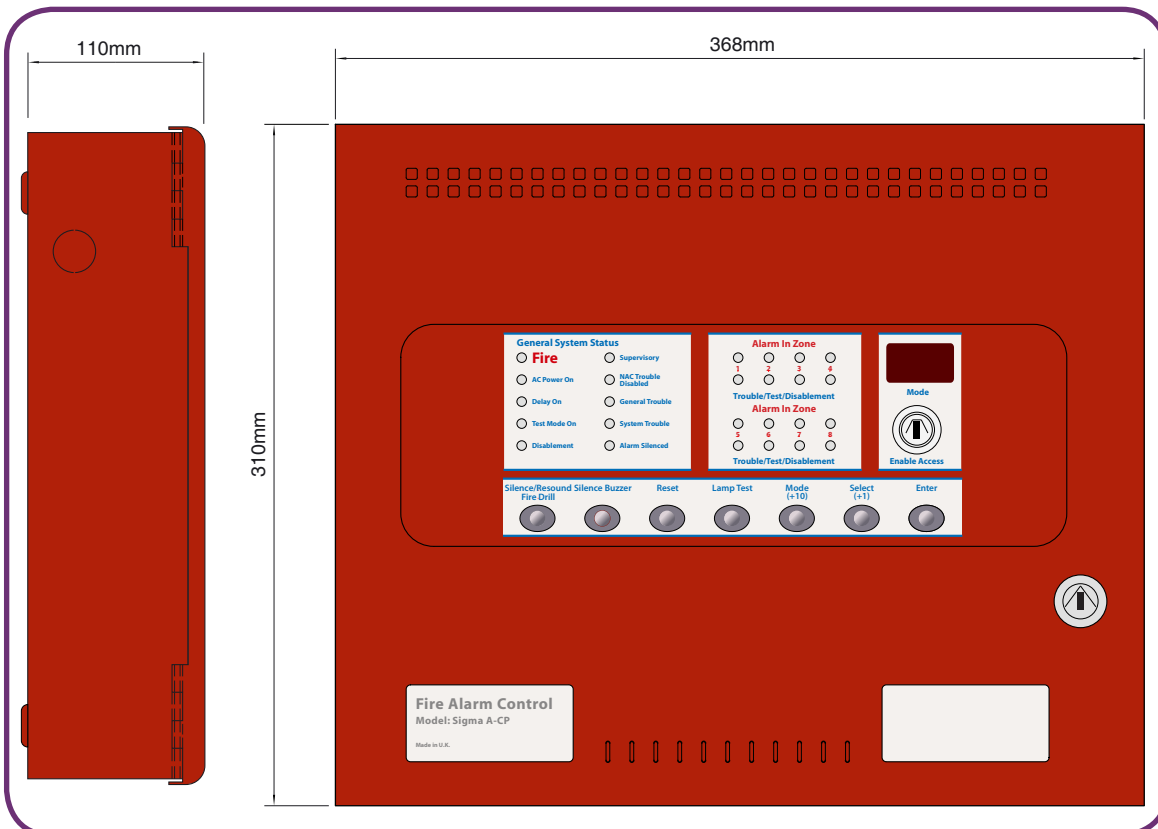 110mm
368mm
310mm
General System Status
Fire
Supervisory
AC Power On
NAC Trouble
Disabled
Delay On
General Trouble
Test Mode On
System Trouble
Disablement
Alarm Silenced
Alarm In Zone
1 2 3 4
Trouble/Test/Disablement
Alarm In Zone
5 6 7 8
Trouble/Test/Disablement
Mode
Enable Access
Silence/Resound
Fire Drill
Silence Buzzer
Reset
Lamp Test
Mode
(+10)
Select
(+1)
Enter
Fire Alarm Control
Model: Sigma A-CP
Made in U.K.